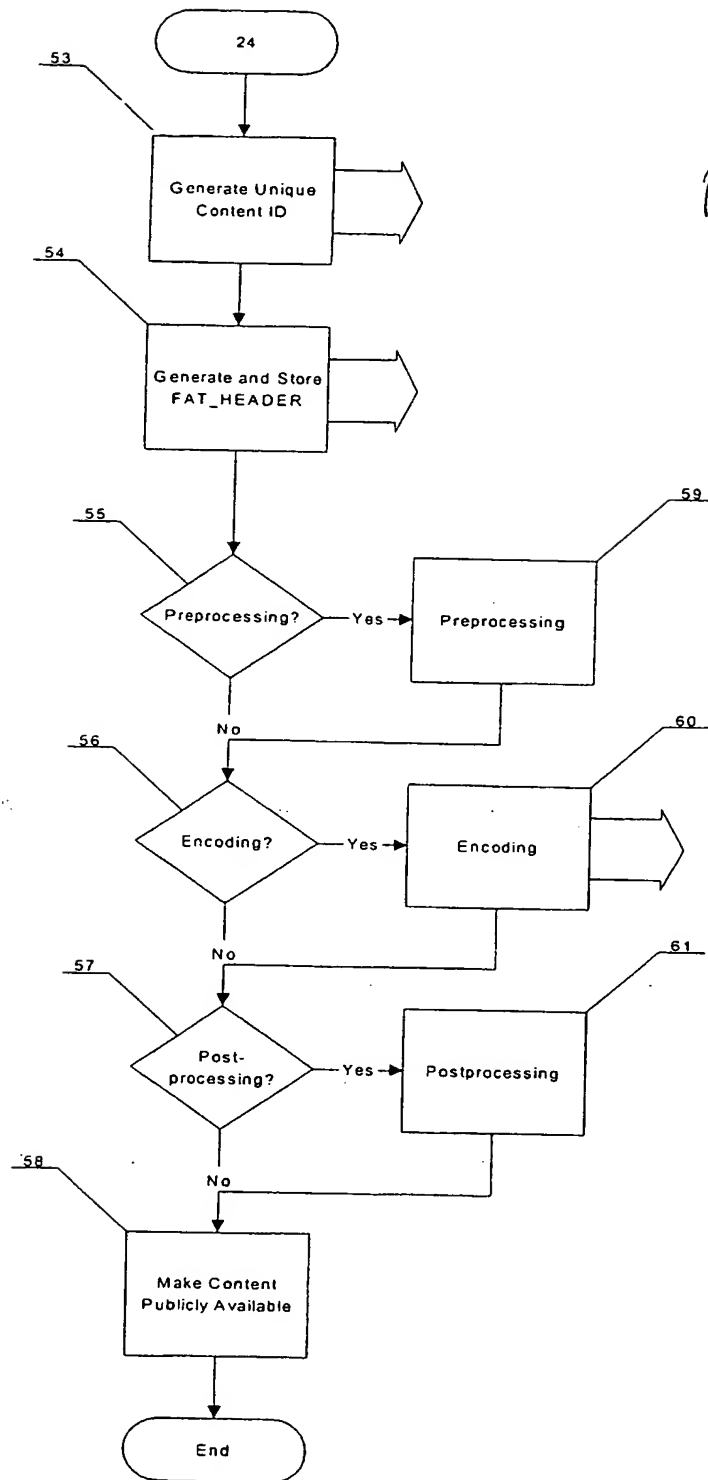 24
53
Generate Unique
Content ID
54
Generate and Store
FAT_HEADER
55
Preprocessing?
Yes
59
Preprocessing
No
56
Encoding?
Yes
60
Encoding
No
57
Post-
processing?
Yes
61
Postprocessing
No
58
Make Content
Publicly Available
End